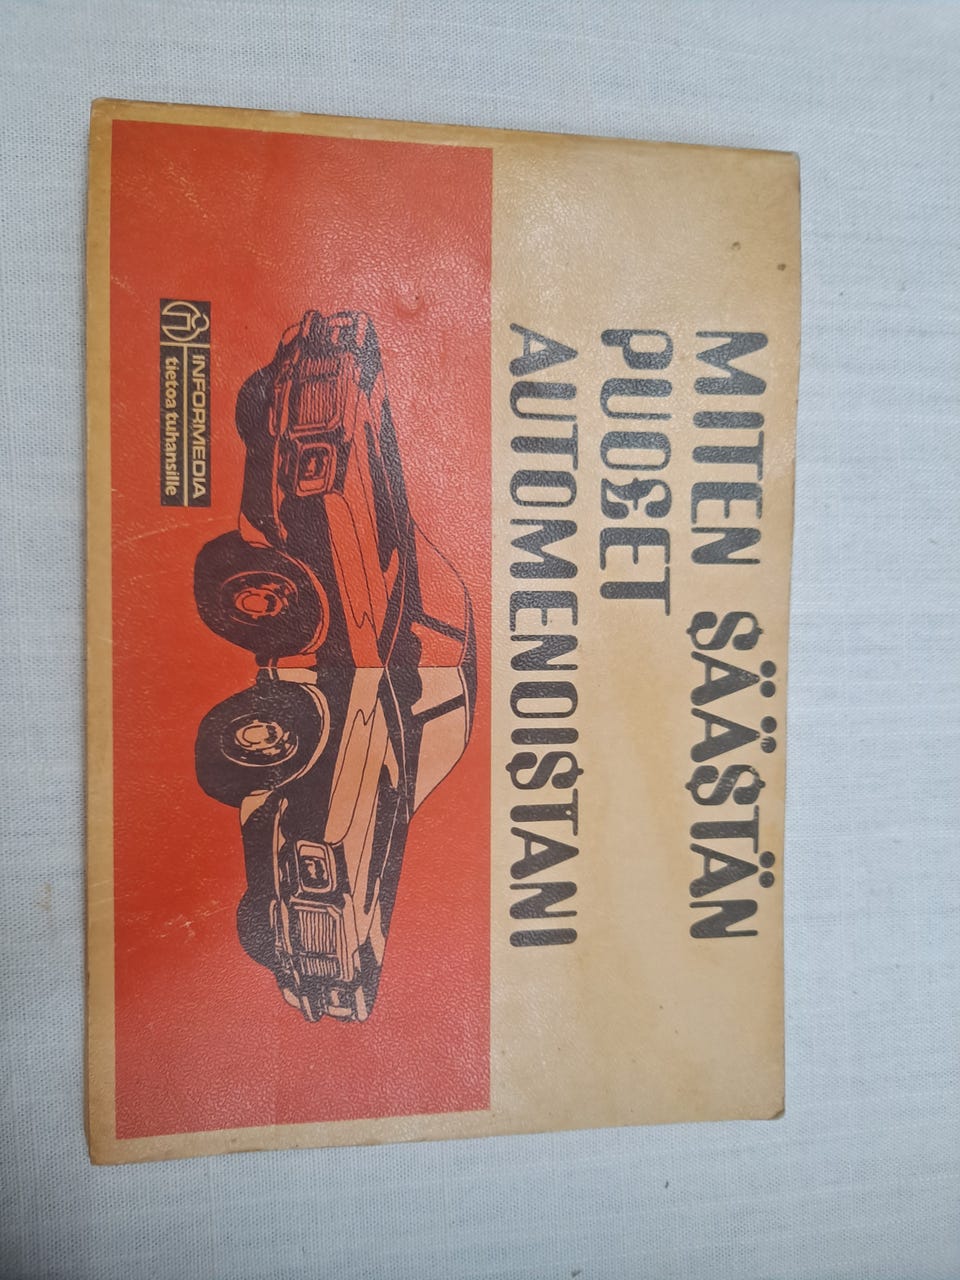 MITEN SÄÄSTÄN
PUOLET
AUTOMENOISTANI
INFORMEDIA
tietoa tuhansille